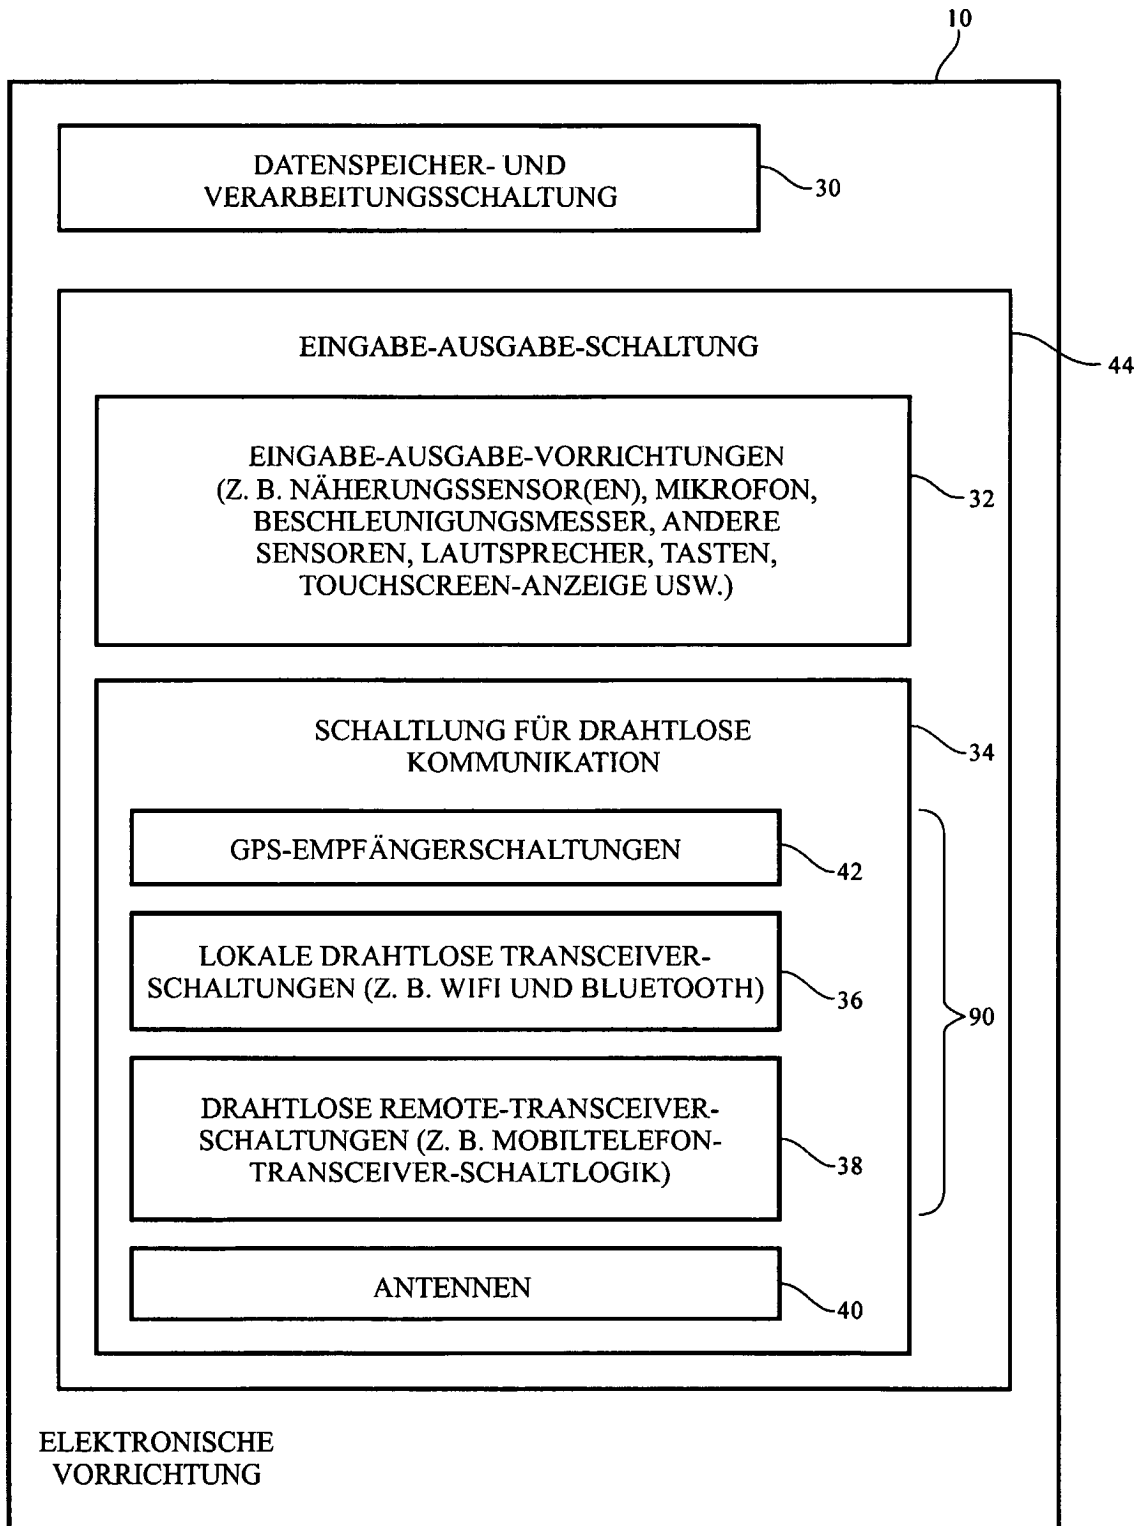 10
DATENSPEICHER- UND
VERARBEITUNGSSCHALTUNG
30
EINGABE-AUSGABE-SCHALTUNG
44
EINGABE-AUSGABE-VORRICHTUNGEN
(Z. B. NÄHERUNGSSENSOR(EN), MIKROFON,
BESCHLEUNIGUNGSMESSER, ANDERE
SENSOREN, LAUTSPRECHER, TASTEN,
TOUCHSCREEN-ANZEIGE USW.)
32
SCHALTLUNG FÜR DRAHTLOSE
KOMMUNIKATION
34
GPS-EMPFÄNGERSCHALTUNGEN
42
LOKALE DRAHTLOSE TRANSCEIVER-
SCHALTUNGEN (Z. B. WIFI UND BLUETOOTH)
36
90
DRAHTLOSE REMOTE-TRANSCEIVER-
SCHALTUNGEN (Z. B. MOBILTELEFON-
TRANSCEIVER-SCHALTLOGIK)
38
ANTENNEN
40
ELEKTRONISCHE
VORRICHTUNG